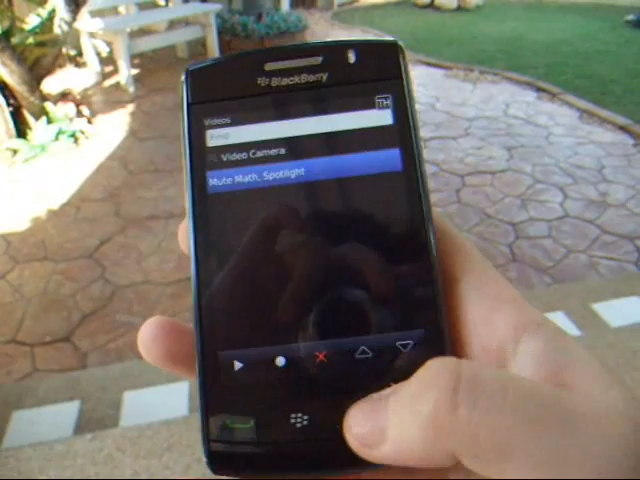 BlackBerry
TH
Videos
Find
Video Camera
Mute Math, Spotlight